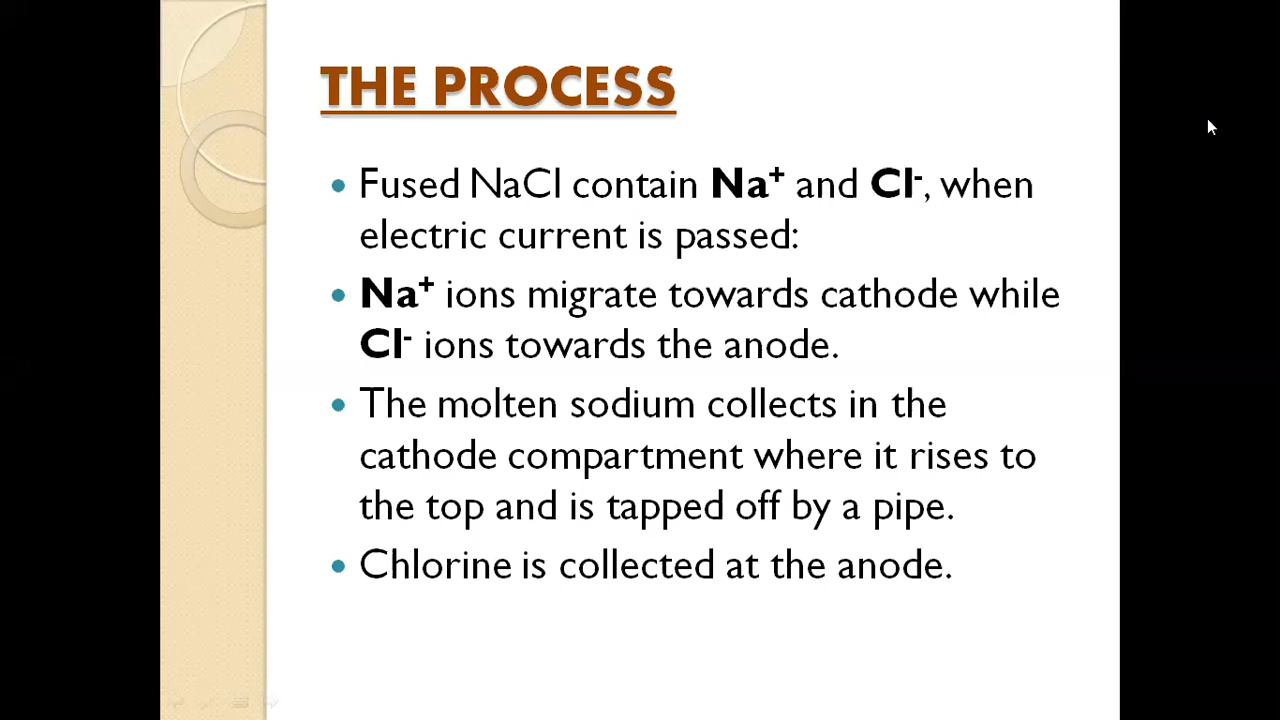 THE PROCESS
• Fused NaCl contain Na⁺ and Cl⁻, when
electric current is passed:
• Na⁺ ions migrate towards cathode while
Cl⁻ ions towards the anode.
• The molten sodium collects in the
cathode compartment where it rises to
the top and is tapped off by a pipe.
• Chlorine is collected at the anode.